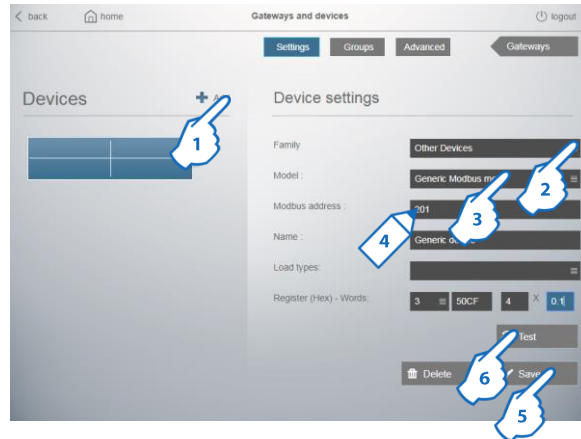 back
home
Gateways and devices
logout
Settings
Groups
Advanced
Gateways
Devices
1
Device settings
Family
Other Devices
2
Model :
Generic Modbus
3
Modbus address :
201
4
Name :
Generic
Load types:
Register (Hex) - Words:
3
50CF
4
X
0.1
Test
6
Delete
Save
5